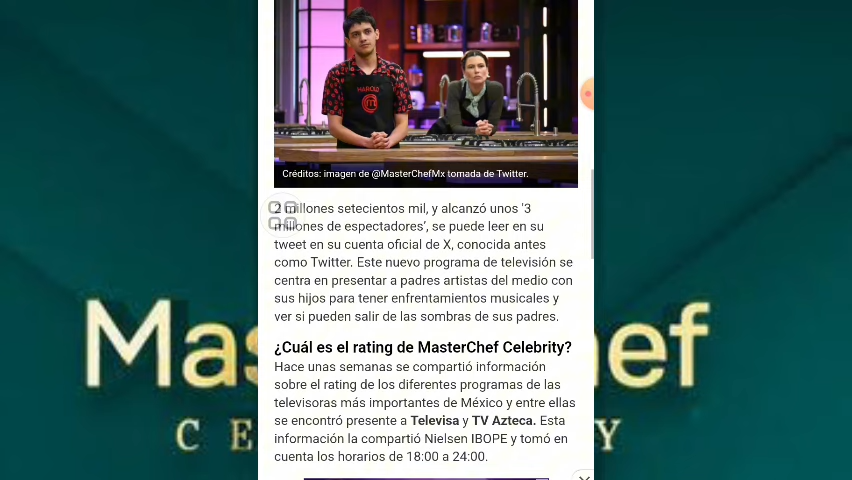 HAROLD
Créditos: imagen de @MasterChefMx tomada de Twitter.
2 millones setecientos mil, y alcanzó unos '3
millones de espectadores’, se puede leer en su
tweet en su cuenta oficial de X, conocida antes
como Twitter. Este nuevo programa de televisión se
centra en presentar a padres artistas del medio con
sus hijos para tener enfrentamientos musicales y
ver si pueden salir de las sombras de sus padres.
¿Cuál es el rating de MasterChef Celebrity?
Hace unas semanas se compartió información
sobre el rating de los diferentes programas de las
televisoras más importantes de México y entre ellas
se encontró presente a Televisa y TV Azteca. Esta
información la compartió Nielsen IBOPE y tomó en
cuenta los horarios de 18:00 a 24:00.
Mas ef
CE Y